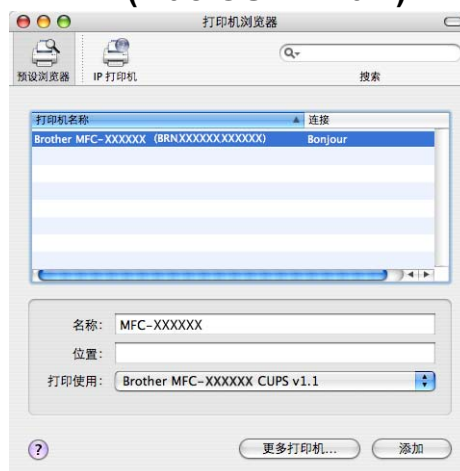 打印机浏览器
预设浏览器 IP 打印机 搜索
打印机名称 连接
Brother MFC-XXXXXX (BRNXXXXXXXXXXXX) Bonjour
名称: MFC-XXXXXX
位置:
打印使用: Brother MFC-XXXXXX CUPS v1.1
? 更多打印机... 添加